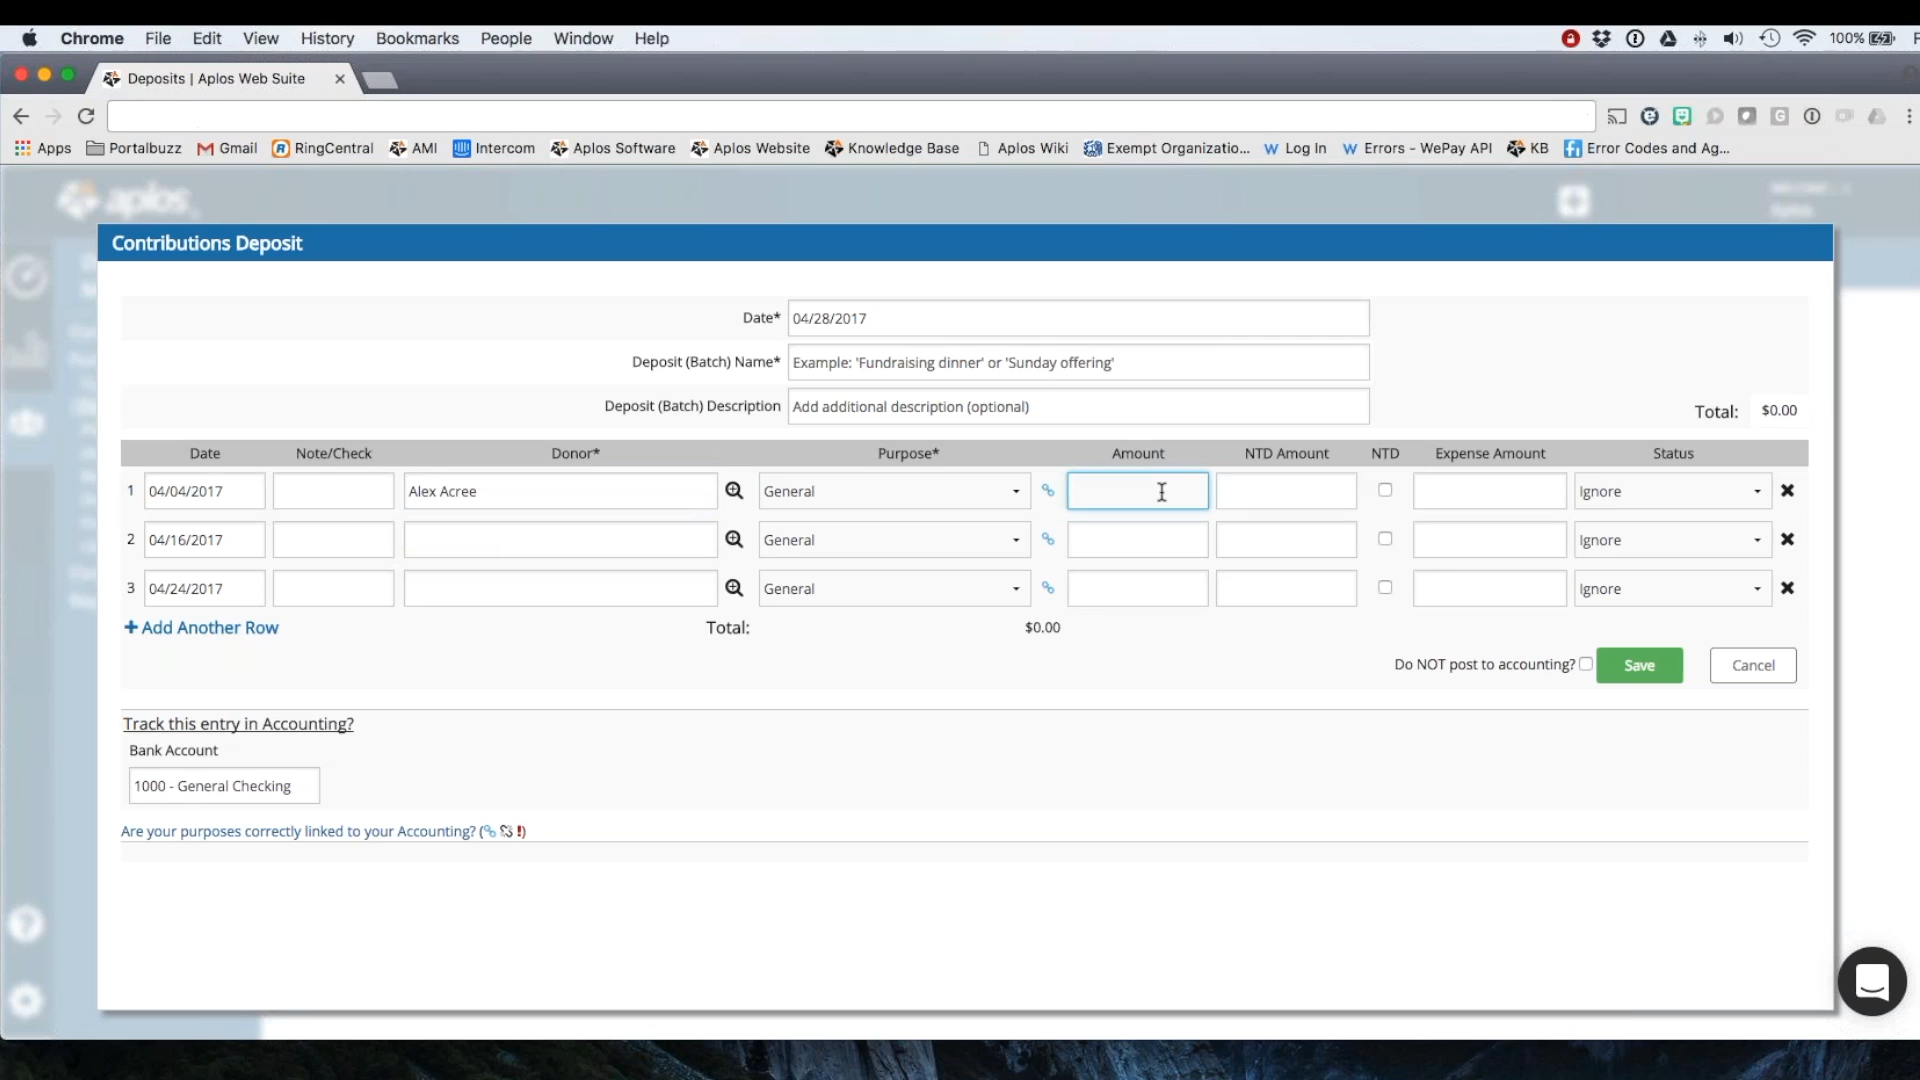 Chrome File Edit View History Bookmarks People Window Help 100%
Deposits | Aplos Web Suite
Apps Portalbuzz Gmail RingCentral AMI Intercom Aplos Software Aplos Website Knowledge Base Aplos Wiki Exempt Organizatio... Log In Errors - WePay API KB Error Codes and Ag...
aplos
Contributions Deposit
Date* 04/28/2017
Deposit (Batch) Name* Example: 'Fundraising dinner' or 'Sunday offering'
Deposit (Batch) Description Add additional description (optional) Total: $0.00
Date Note/Check Donor* Purpose* Amount NTD Amount NTD Expense Amount Status
1 04/04/2017 Alex Acree General Ignore
2 04/16/2017 General Ignore
3 04/24/2017 General Ignore
+ Add Another Row Total: $0.00
Do NOT post to accounting? Save Cancel
Track this entry in Accounting?
Bank Account
1000 - General Checking
Are your purposes correctly linked to your Accounting? ( !)